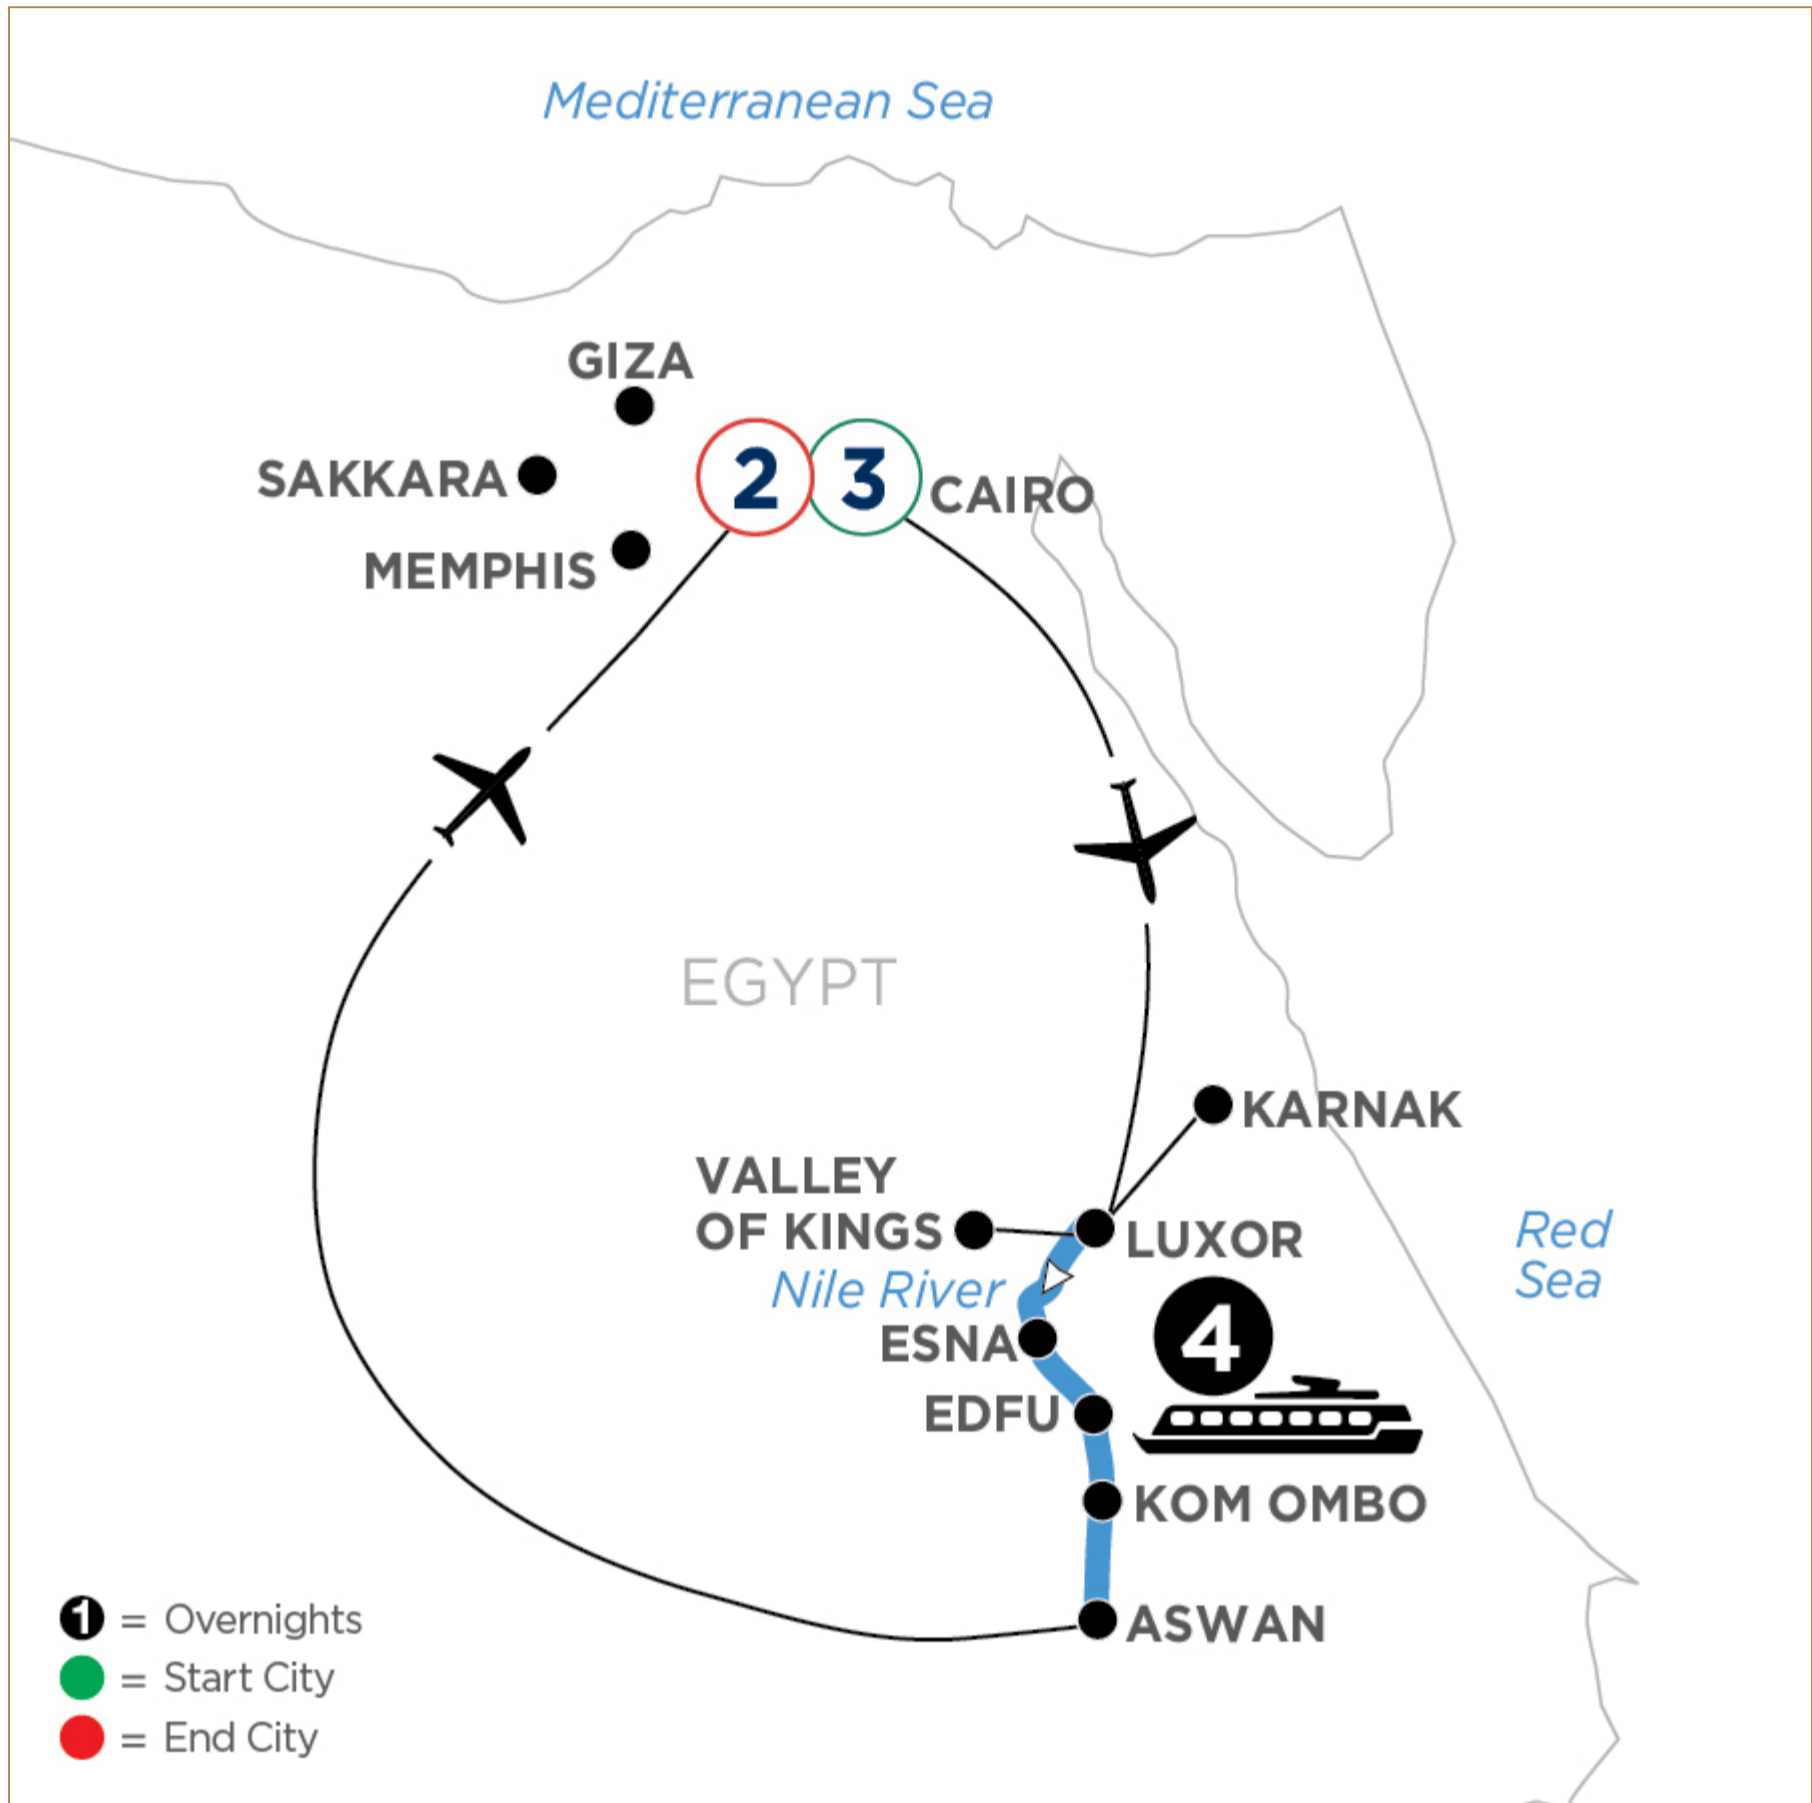 Mediterranean Sea
GIZA
SAKKARA
2 3 CAIRO
MEMPHIS
EGYPT
KARNAK
VALLEY
OF KINGS
LUXOR
Red
Sea
Nile River
ESNA
4
EDFU
KOM OMBO
ASWAN
1 = Overnights
= Start City
= End City